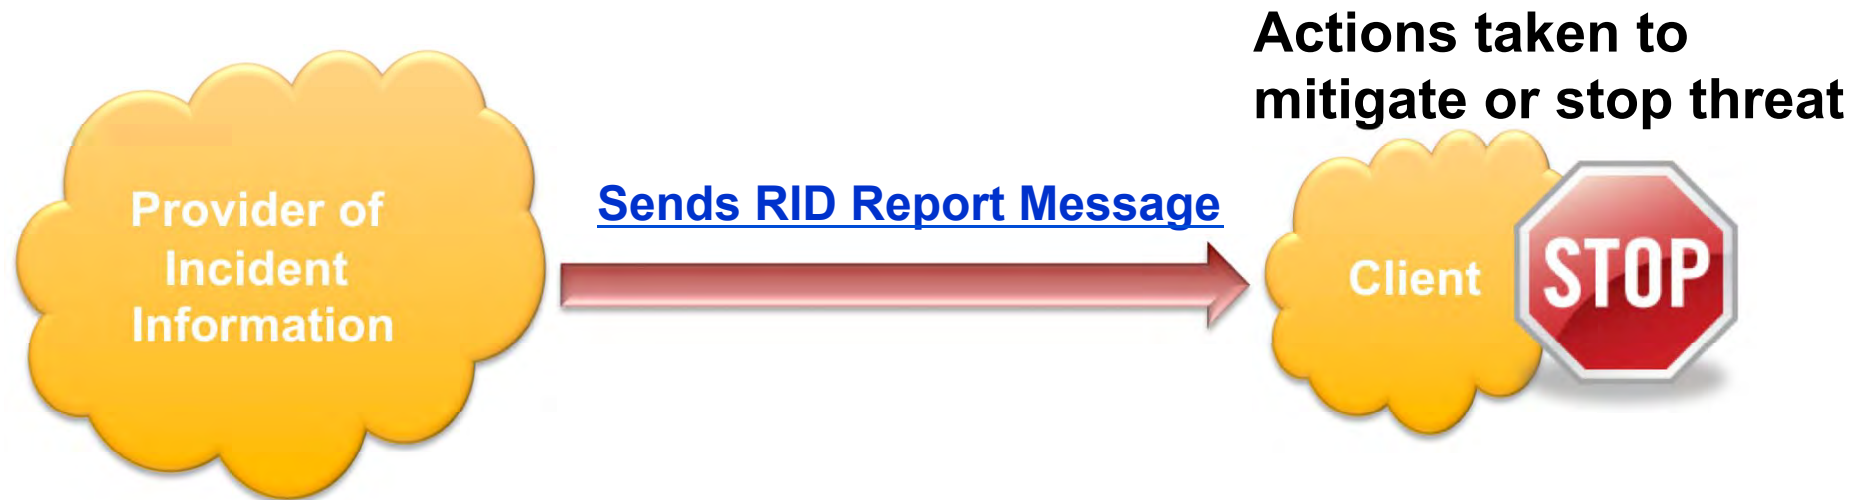 Actions taken to
mitigate or stop threat
Provider of
Incident
Information
Sends RID Report Message
Client
STOP